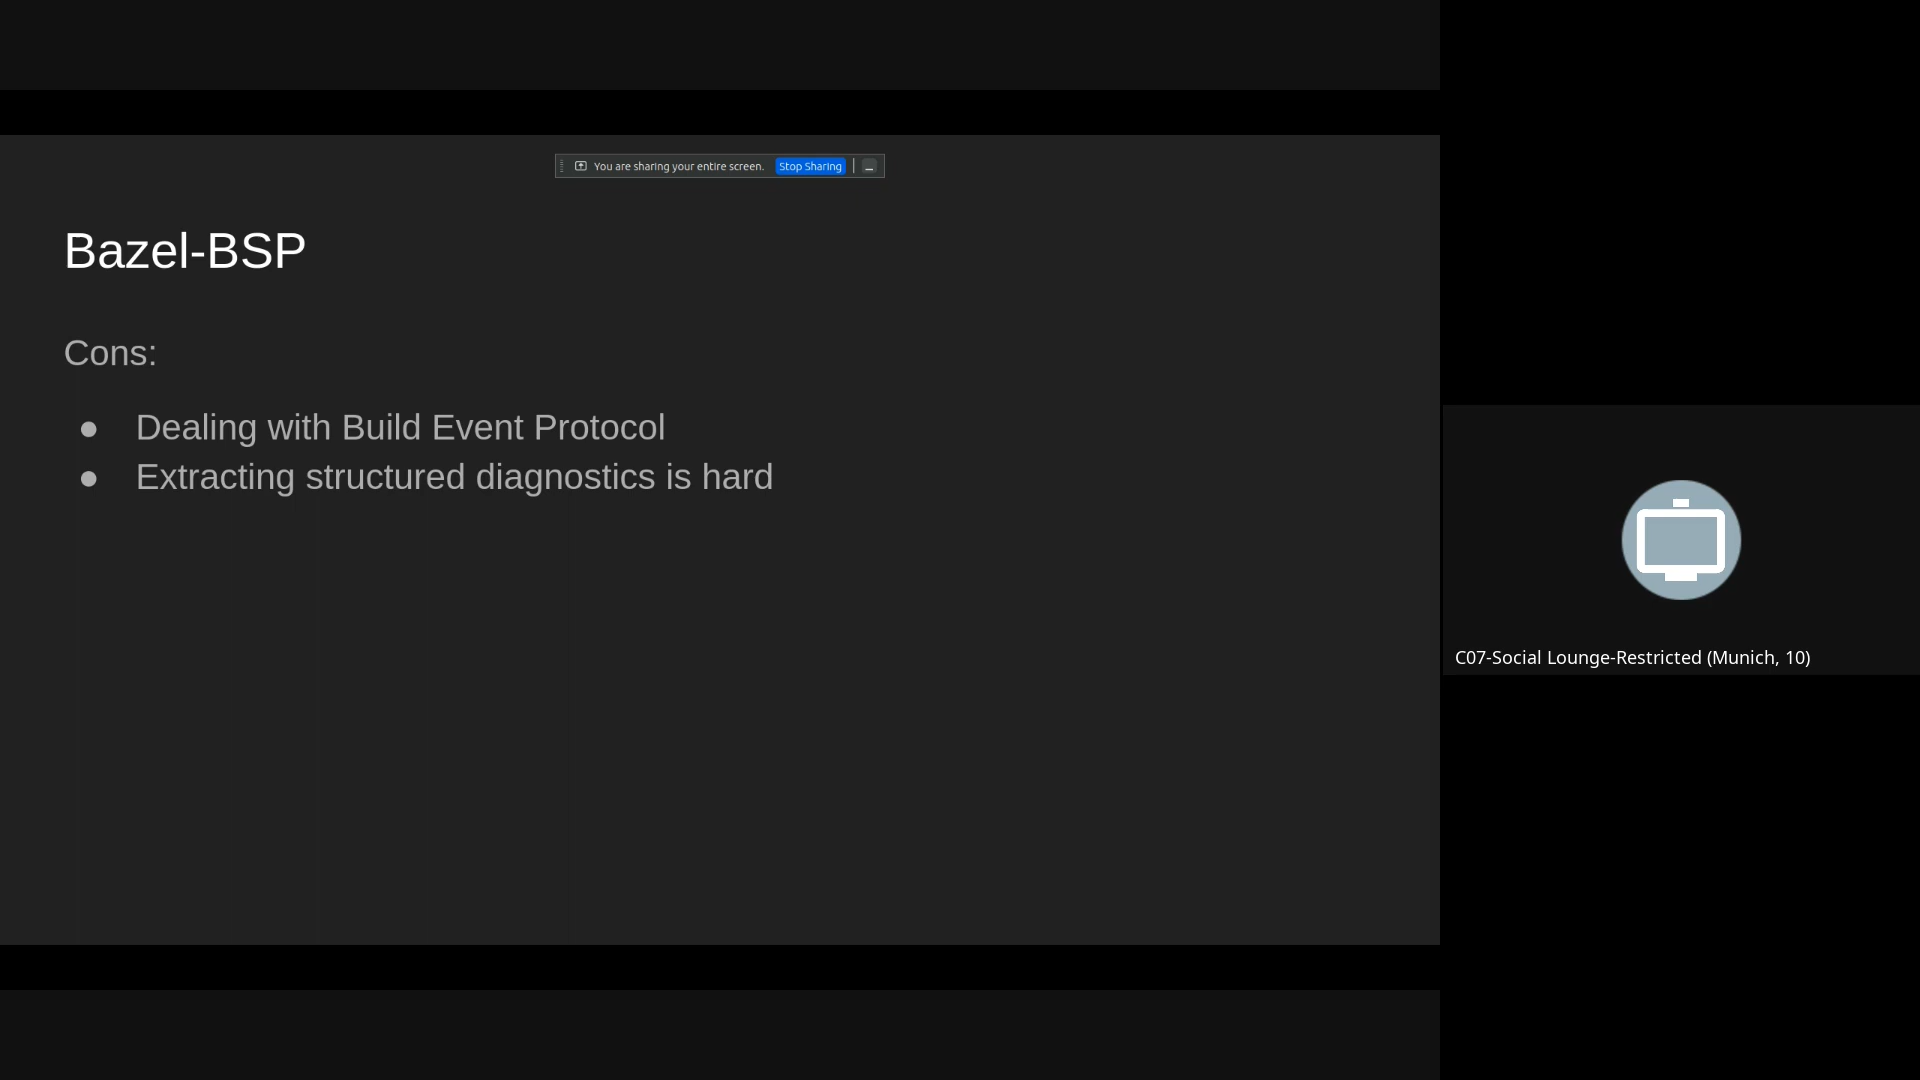 You are sharing your entire screen. Stop Sharing
Bazel-BSP
Cons:
● Dealing with Build Event Protocol
● Extracting structured diagnostics is hard
C07-Social Lounge-Restricted (Munich, 10)